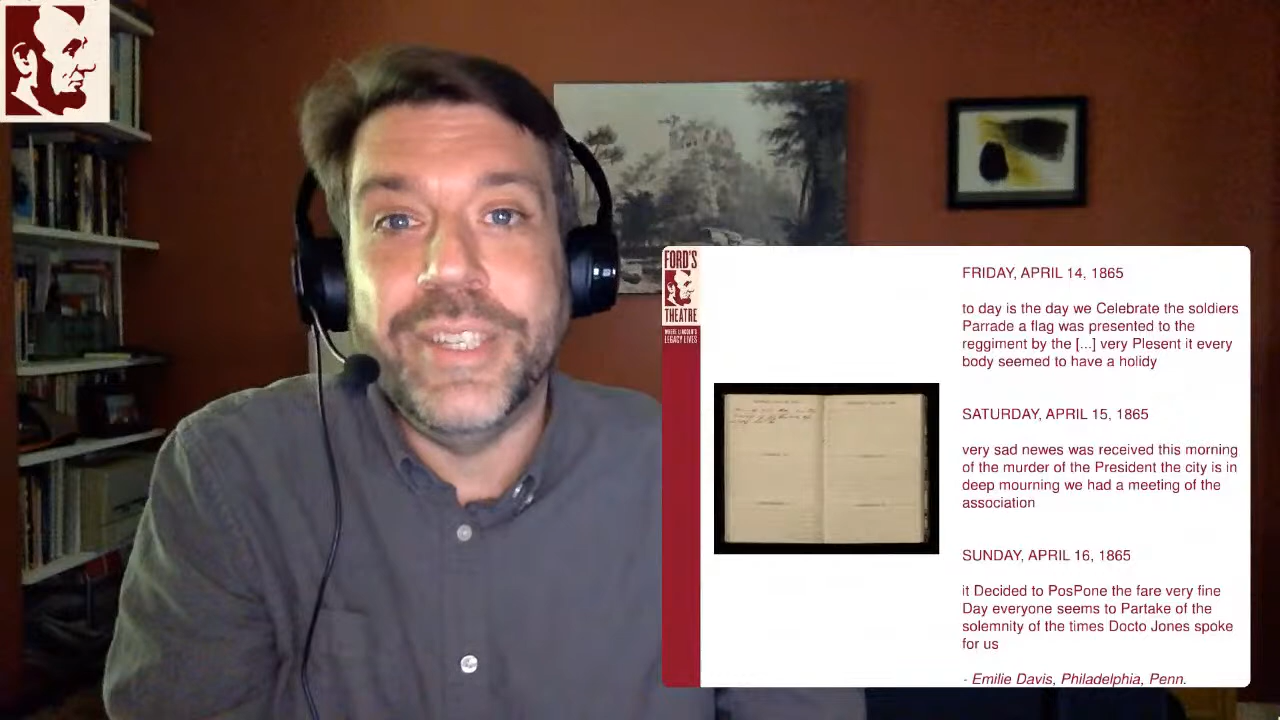 FORD'S
THEATRE
WHERE LINCOLN'S
LEGACY LIVES
FRIDAY, APRIL 14, 1865
to day is the day we Celebrate the soldiers
Parrade a flag was presented to the
reggiment by the [...] very Plesent it every
body seemed to have a holidy
SATURDAY, APRIL 15, 1865
very sad newes was received this morning
of the murder of the President the city is in
deep mourning we had a meeting of the
association
SUNDAY, APRIL 16, 1865
it Decided to PosPone the fare very fine
Day everyone seems to Partake of the
solemnity of the times Docto Jones spoke
for us
- Emilie Davis, Philadelphia, Penn.